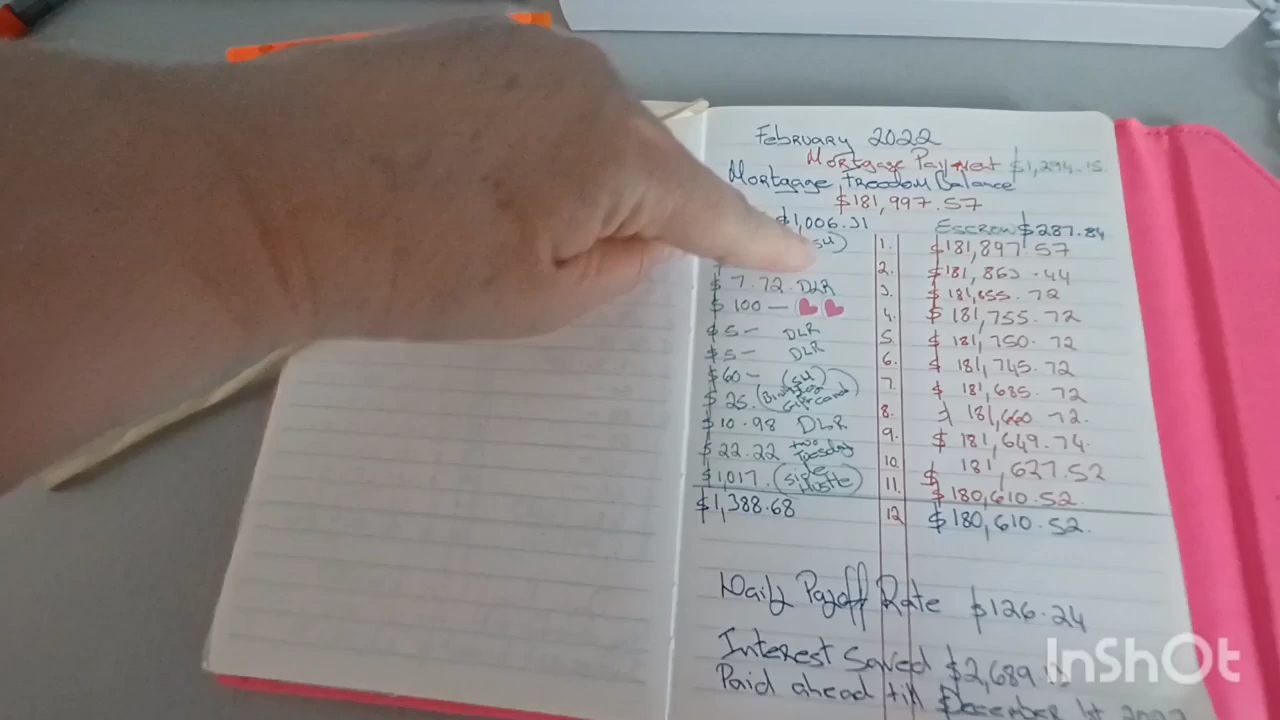 February 2022
Mortgage Payment $1,294.15
Mortgage Freedom Balance
$181,997.57
$1,006.31 Escrow $287.84
SH) 1. $181,897.57
2. $181,863.44
$7.72 DLR 3. $181,855.72
$100 — 4. $181,755.72
$5 — DLR 5. $181,750.72
$5 — DLR 6. $181,745.72
$60 — (SH) 7. $181,685.72
$25. Giftcard 8. $181,660.72
$10.98 DLR 9. $181,649.74
$22.22 two Tuesday 10. $181,627.52
$1,017. (Side Hustle) 11. $180,610.52
$1,388.68 12 $180,610.52
Daily Payoff Rate $126.24
Interest Saved $2,689
Paid ahead till December 1st 2022
InShOt